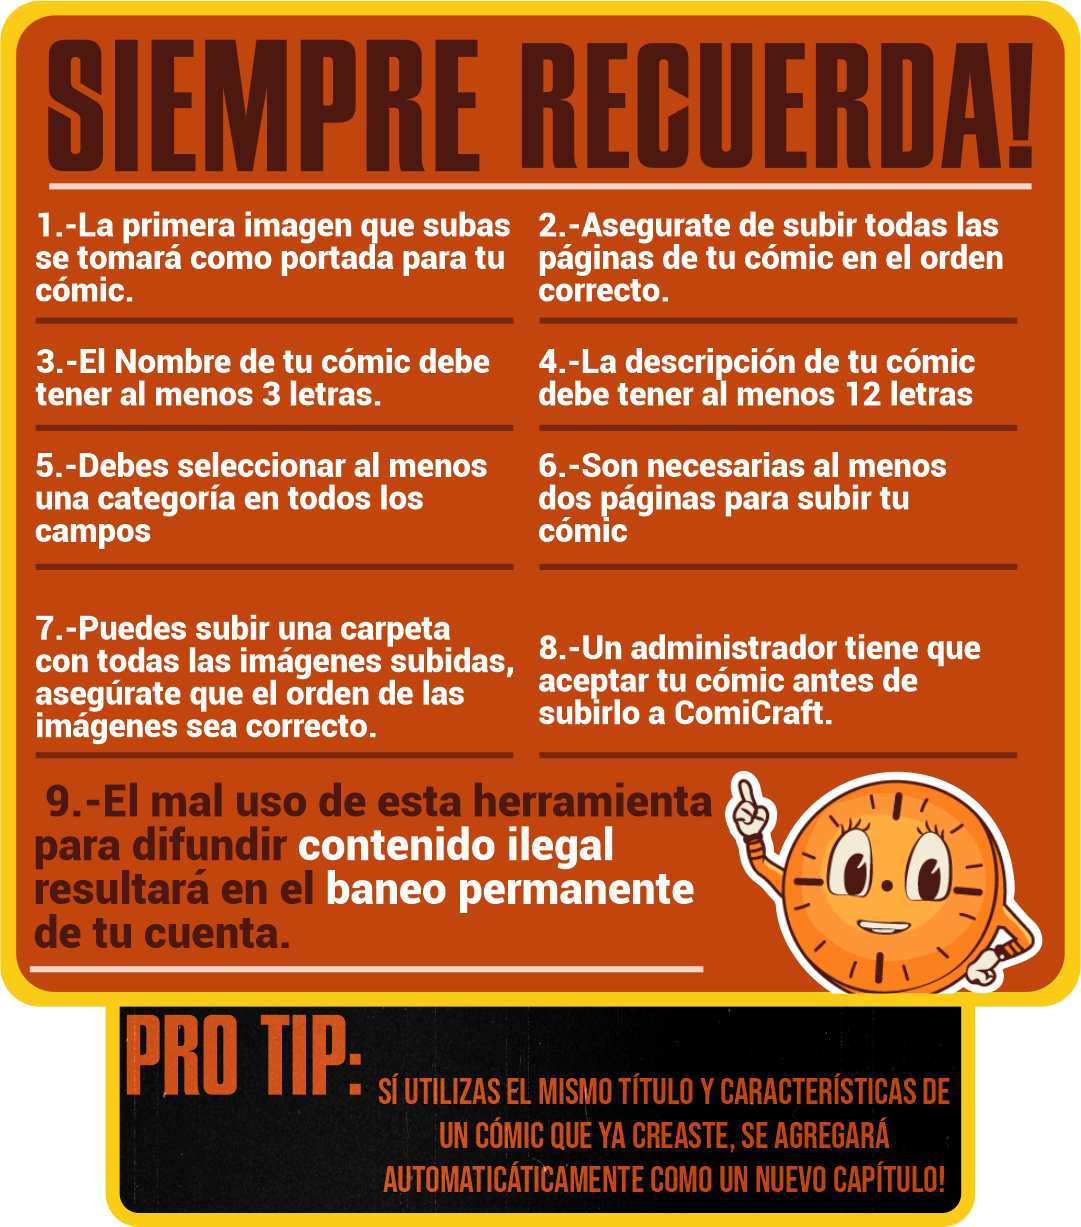 SIEMPRE RECUERDA!
1.-La primera imagen que subas
se tomará como portada para tu
cómic.
2.-Asegurate de subir todas las
páginas de tu cómic en el orden
correcto.
3.-El Nombre de tu cómic debe
tener al menos 3 letras.
4.-La descripción de tu cómic
debe tener al menos 12 letras
5.-Debes seleccionar al menos
una categoría en todos los
campos
6.-Son necesarias al menos
dos páginas para subir tu
cómic
7.-Puedes subir una carpeta
con todas las imágenes subidas,
asegúrate que el orden de las
imágenes sea correcto.
8.-Un administrador tiene que
aceptar tu cómic antes de
subirlo a ComiCraft.
9.-El mal uso de esta herramienta
para difundir contenido ilegal
resultará en el baneo permanente
de tu cuenta.
PRO TIP:
SÍ UTILIZAS EL MISMO TÍTULO Y CARACTERÍSTICAS DE
UN CÓMIC QUE YA CREASTE, SE AGREGARÁ
AUTOMATICÁTICAMENTE COMO UN NUEVO CAPÍTULO!